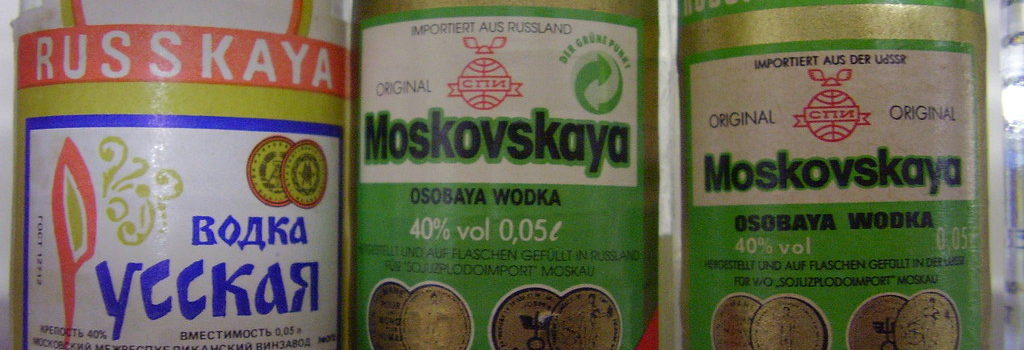 RUSSKAYA
ВОДКА
УССКАЯ
ГОСТ 12712
КРЕПОСТЬ 40% ВМЕСТИМОСТЬ 0,05 л
МОСКОВСКИЙ МЕЖРЕСПУБЛИКАНСКИЙ ВИНЗАВОД
IMPORTIERT AUS RUSSLAND
DER GRÜNE PUNKT
ORIGINAL
СПИ
Moskovskaya
OSOBAYA WODKA
40% vol 0,05ℓ
HERGESTELLT UND AUF FLASCHEN GEFÜLLT IN RUSSLAND
FÜR "SOJUZPLODOIMPORT" MOSKAU
IMPORTIERT AUS DER UdSSR
ORIGINAL СПИ ORIGINAL
Moskovskaya
OSOBAYA WODKA
40% vol 0,05
HERGESTELLT UND AUF FLASCHEN GEFÜLLT IN DER UdSSR
FÜR V/O „SOJUZPLODOIMPORT" MOSKAU